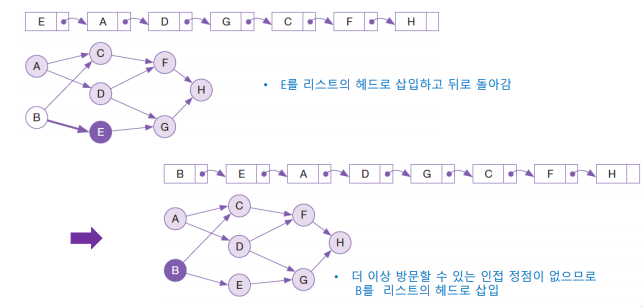 E A D G C F H
A C D F H B E G
• E를 리스트의 헤드로 삽입하고 뒤로 돌아감
B E A D G C F H
A C D F H B E G
• 더 이상 방문할 수 있는 인접 정점이 없으므로
B를 리스트의 헤드로 삽입